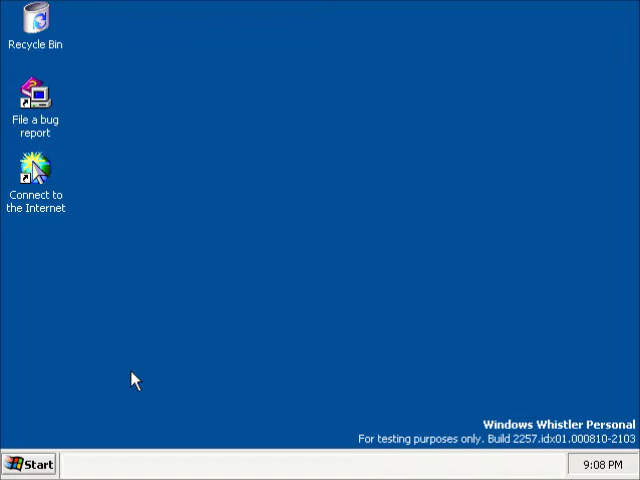 Recycle Bin
File a bug
report
Connect to
the Internet
Windows Whistler Personal
For testing purposes only. Build 2257.idx01.000810-2103
Start
9:08 PM